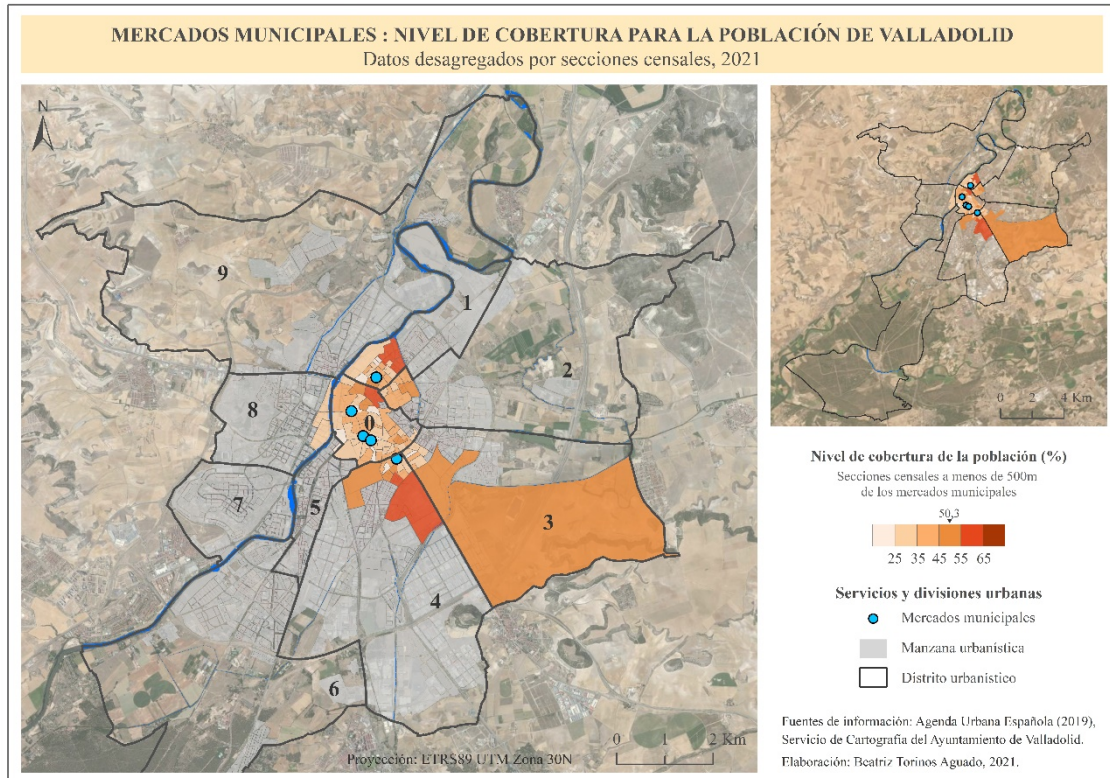 MERCADOS MUNICIPALES : NIVEL DE COBERTURA PARA LA POBLACIÓN DE VALLADOLID
Datos desagregados por secciones censales, 2021
N
9
1
2
8
0
7
5
3
4
6
Proyección: ETRS89 UTM Zona 30N
0 1 2 Km
0 2 4 Km
Nivel de cobertura de la población (%)
Secciones censales a menos de 500m
de los mercados municipales
50,3
25 35 45 55 65
Servicios y divisiones urbanas
Mercados municipales
Manzana urbanística
Distrito urbanístico
Fuentes de información: Agenda Urbana Española (2019),
Servicio de Cartografía del Ayuntamiento de Valladolid.
Elaboración: Beatriz Torinos Aguado, 2021.